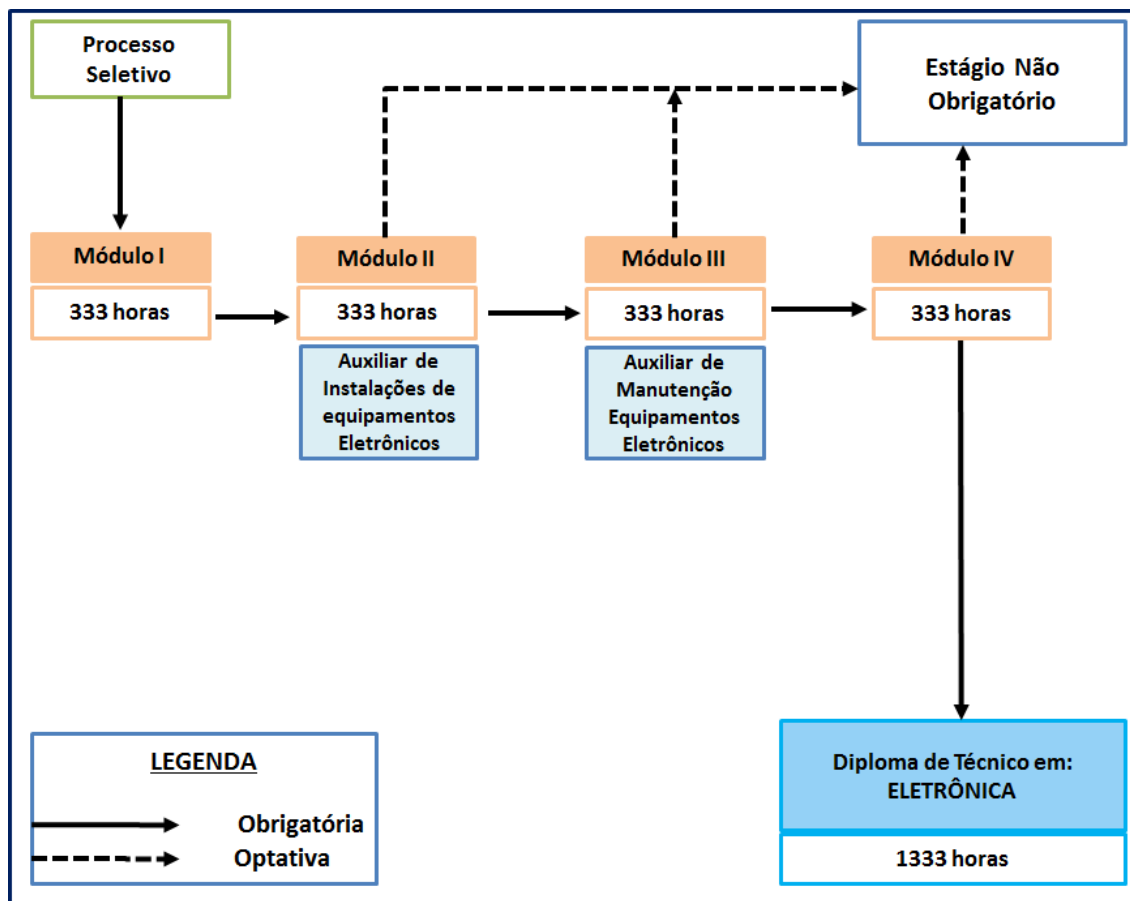 Processo
Seletivo
Estágio Não
Obrigatório
Módulo I
333 horas
Módulo II
333 horas
Auxiliar de
Instalações de
equipamentos
Eletrônicos
Módulo III
333 horas
Auxiliar de
Manutenção
Equipamentos
Eletrônicos
Módulo IV
333 horas
LEGENDA
Obrigatória
Optativa
Diploma de Técnico em:
ELETRÔNICA
1333 horas